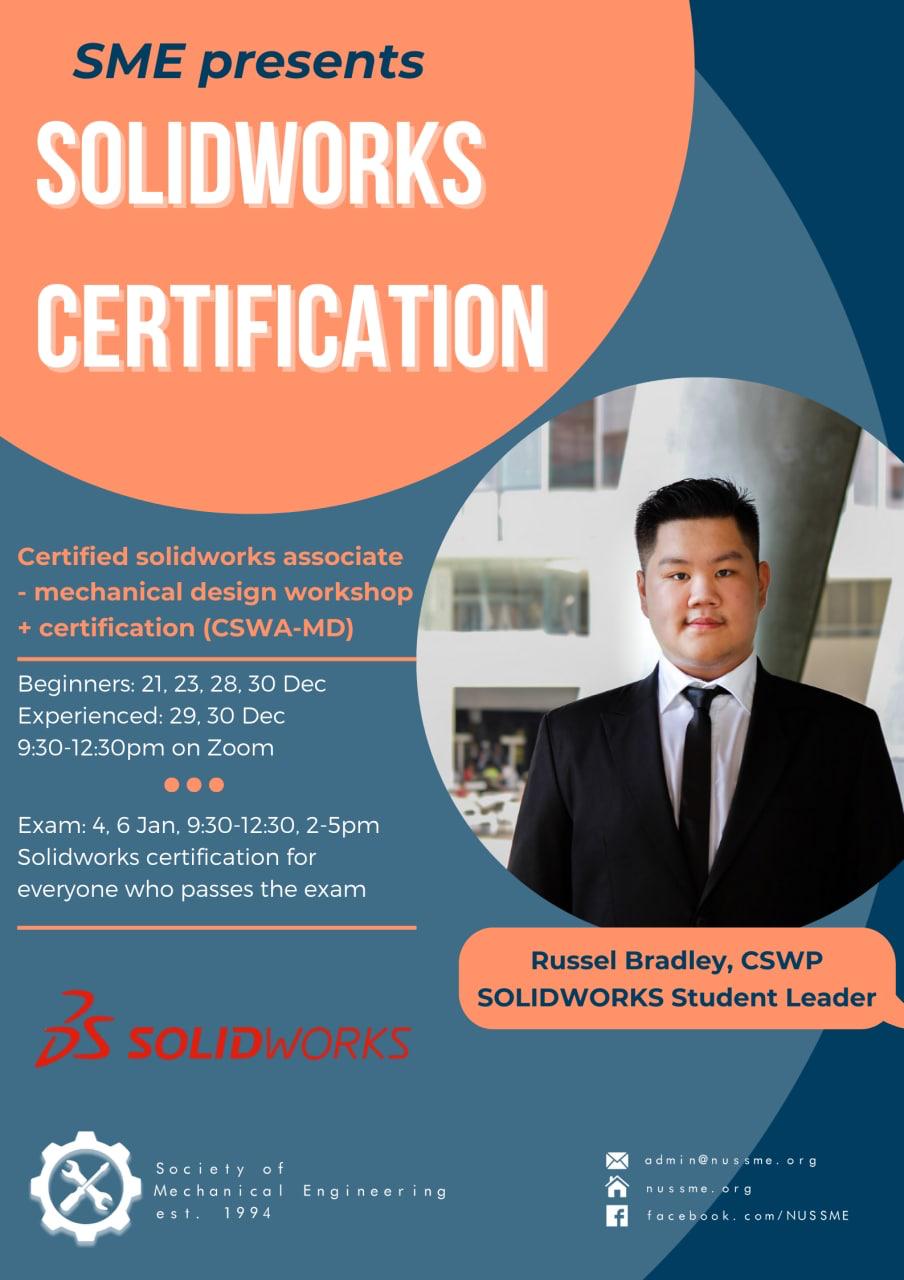 SME presents
SOLIDWORKS
CERTIFICATION
Certified solidworks associate
- mechanical design workshop
+ certification (CSWA-MD)
Beginners: 21, 23, 28, 30 Dec
Experienced: 29, 30 Dec
9:30-12:30pm on Zoom
Exam: 4, 6 Jan, 9:30-12:30, 2-5pm
Solidworks certification for
everyone who passes the exam
Russel Bradley, CSWP
SOLIDWORKS Student Leader
DS SOLIDWORKS
Society of
Mechanical Engineering
est. 1994
admin@nussme.org
nussme.org
facebook.com/NUSSME